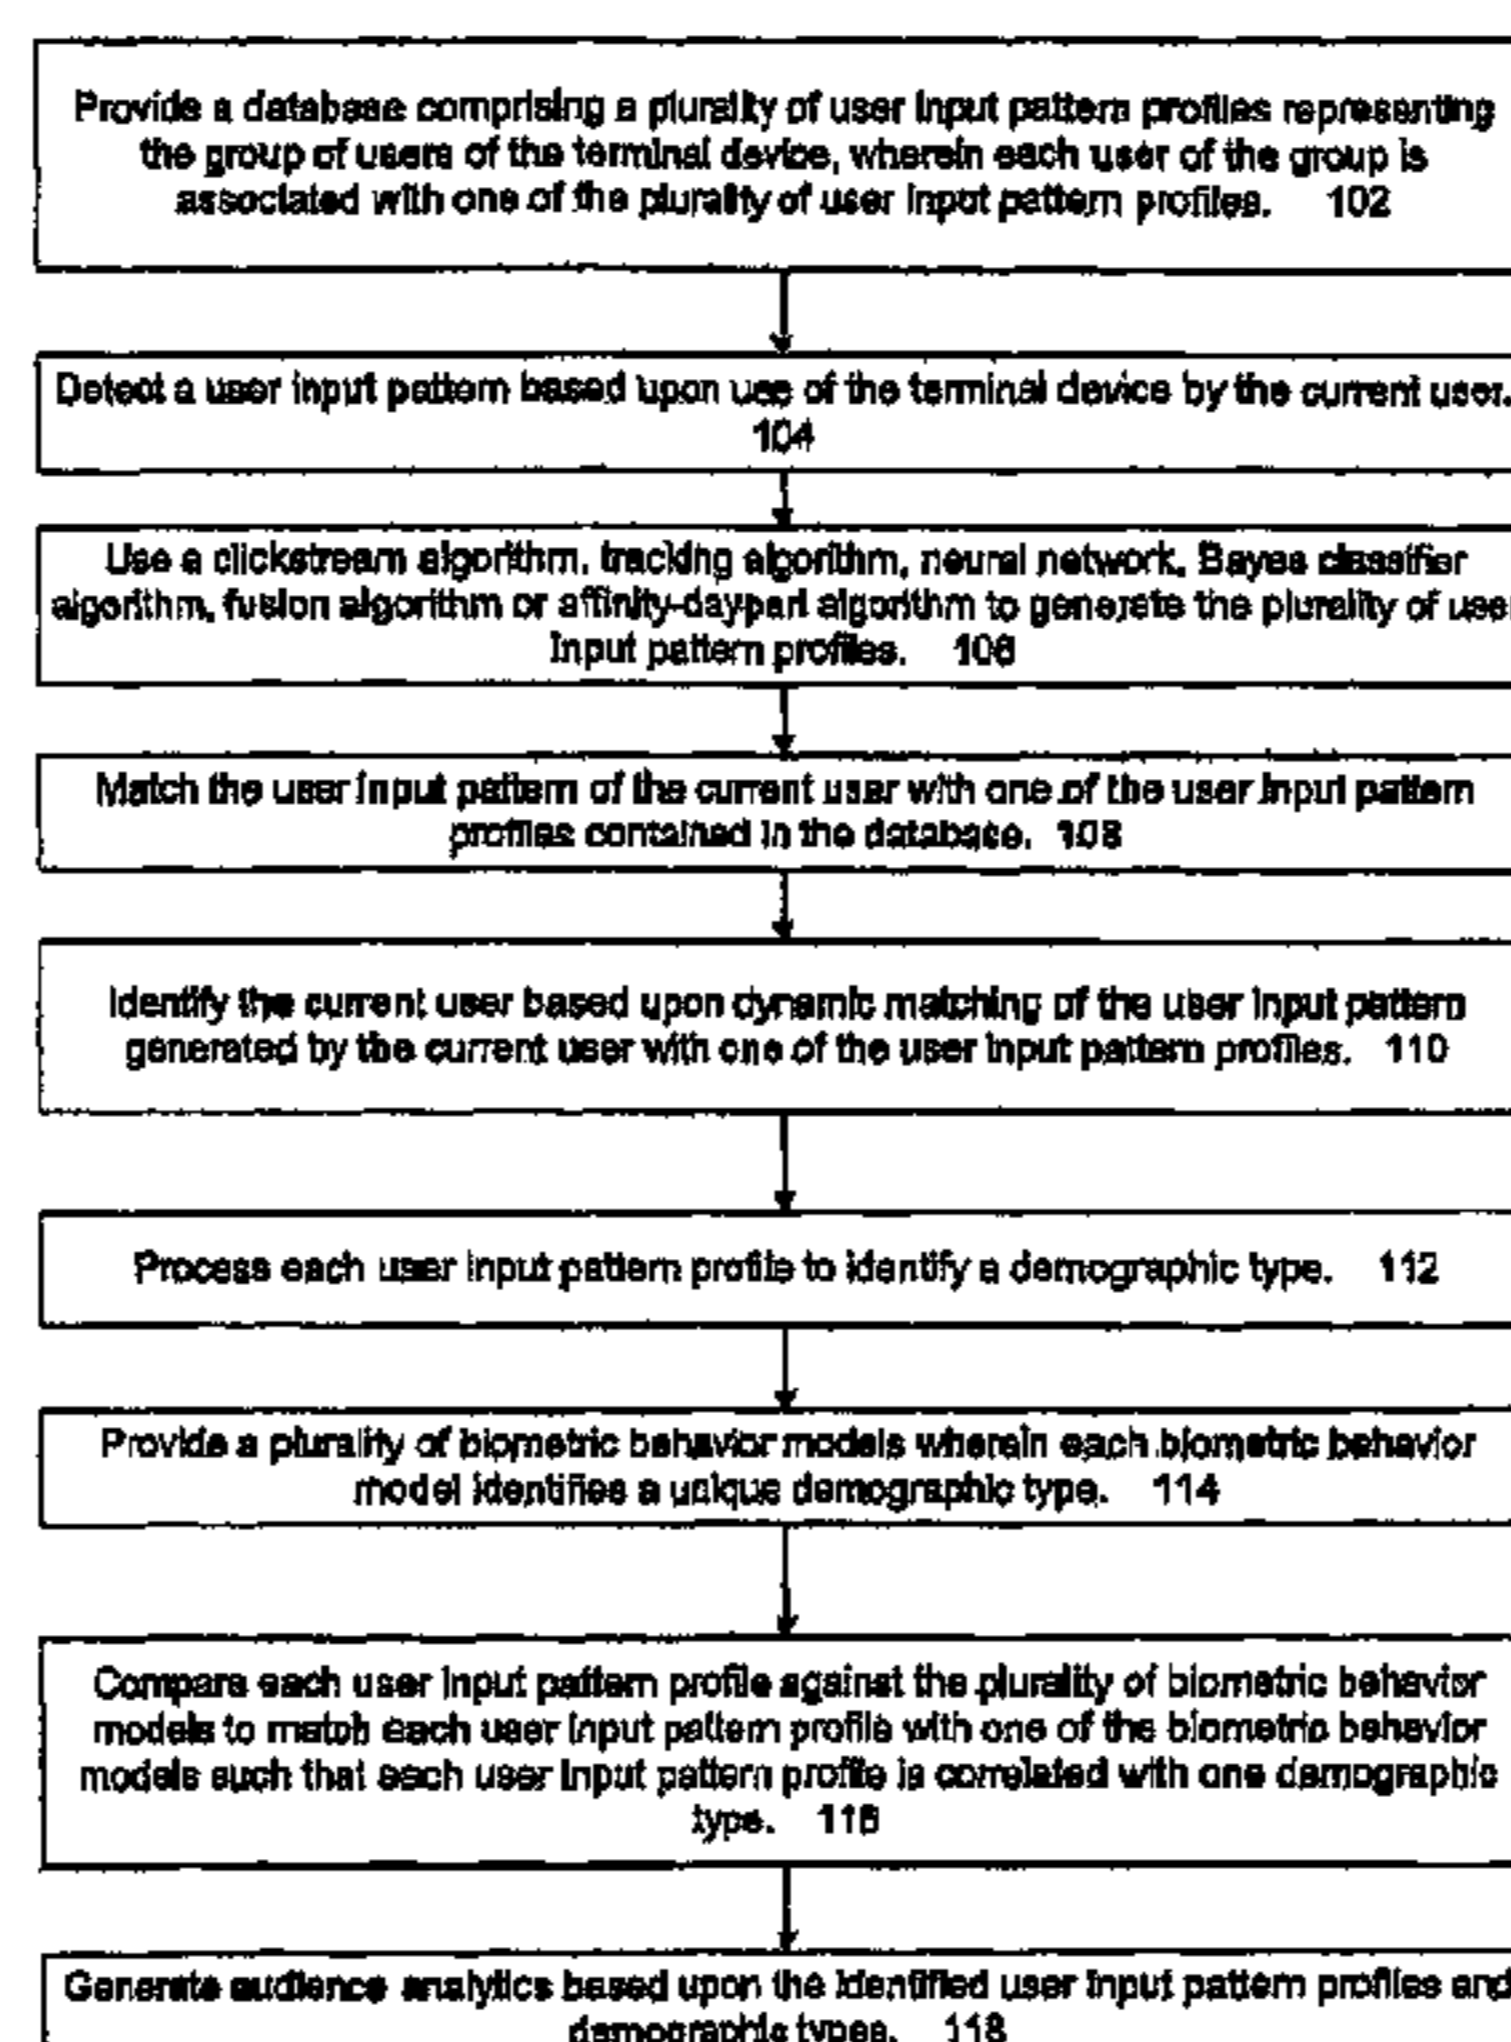 Provide a database comprising a plurality of user input pattern profiles representing
the group of users of the terminal device, wherein each user of the group is
associated with one of the plurality of user input pattern profiles. 102
Detect a user input pattern based upon use of the terminal device by the current user.
104
Use a clickstream algorithm, tracking algorithm, neural network, Bayes classifier
algorithm, fusion algorithm or affinity-daypart algorithm to generate the plurality of user
input pattern profiles. 106
Match the user input pattern of the current user with one of the user input pattern
profiles contained in the database. 108
Identify the current user based upon dynamic matching of the user input pattern
generated by the current user with one of the user input pattern profiles. 110
Process each user input pattern profile to identify a demographic type. 112
Provide a plurality of biometric behavior models wherein each biometric behavior
model identifies a unique demographic type. 114
Compare each user input pattern profile against the plurality of biometric behavior
models to match each user input pattern profile with one of the biometric behavior
models such that each user input pattern profile is correlated with one demographic
type. 116
Generate audience analytics based upon the identified user input pattern profiles and
demographic types. 118